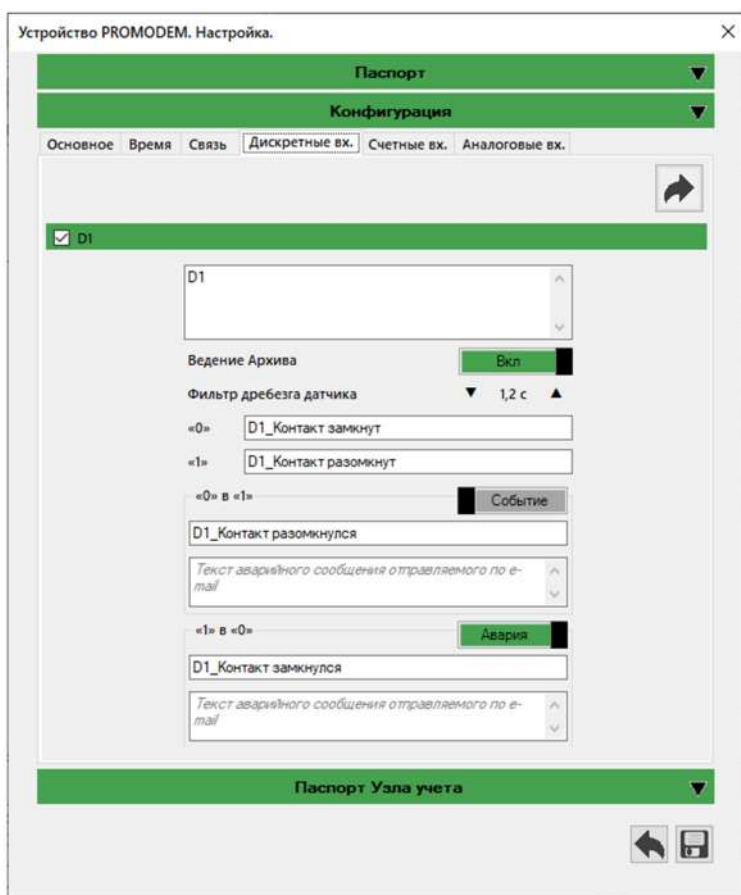 Устройство PROMODEM. Настройка.
Паспорт
Конфигурация
Основное Время Связь Дискретные вх. Счетные вх. Аналоговые вх.
D1
D1
Ведение Архива Вкл
Фильтр дребезга датчика 1,2 с
«0» D1_Контакт замкнут
«1» D1_Контакт разомкнут
«0» в «1» Событие
D1_Контакт разомкнулся
Текст аварийного сообщения отправляемого по e-
mail
«1» в «0» Авария
D1_Контакт замкнулся
Текст аварийного сообщения отправляемого по e-
mail
Паспорт Узла учета